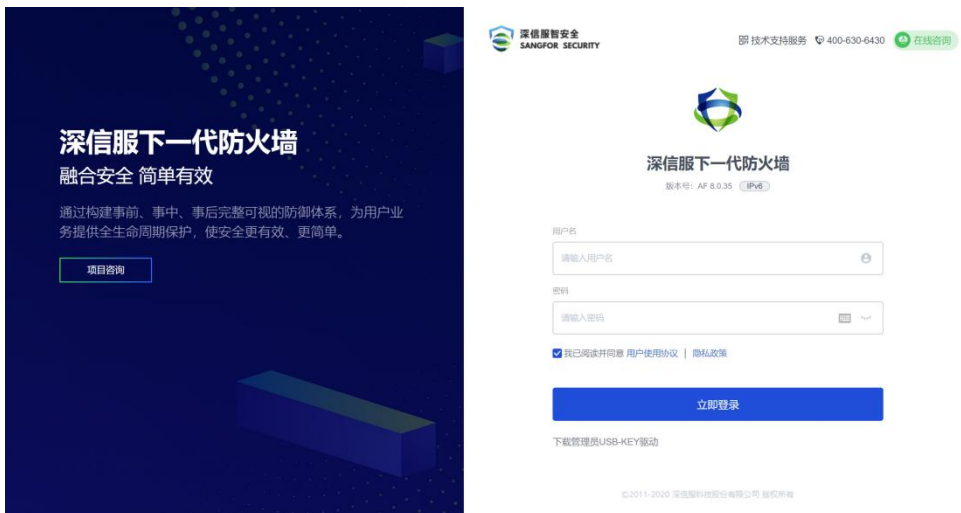 深信服下一代防火墙
融合安全 简单有效
通过构建事前、事中、事后完整可视的防御体系，为用户业
务提供全生命周期保护，使安全更有效、更简单。
项目咨询
深信服智安全
SANGFOR SECURITY
技术支持服务 400-630-6430 在线咨询
深信服下一代防火墙
版本号: AF 8.0.35 IPv6
用户名
请输入用户名
密码
请输入密码
我已阅读并同意 用户使用协议 | 隐私政策
立即登录
下载管理员USB-KEY驱动
©2011-2020 深信服科技股份有限公司 版权所有